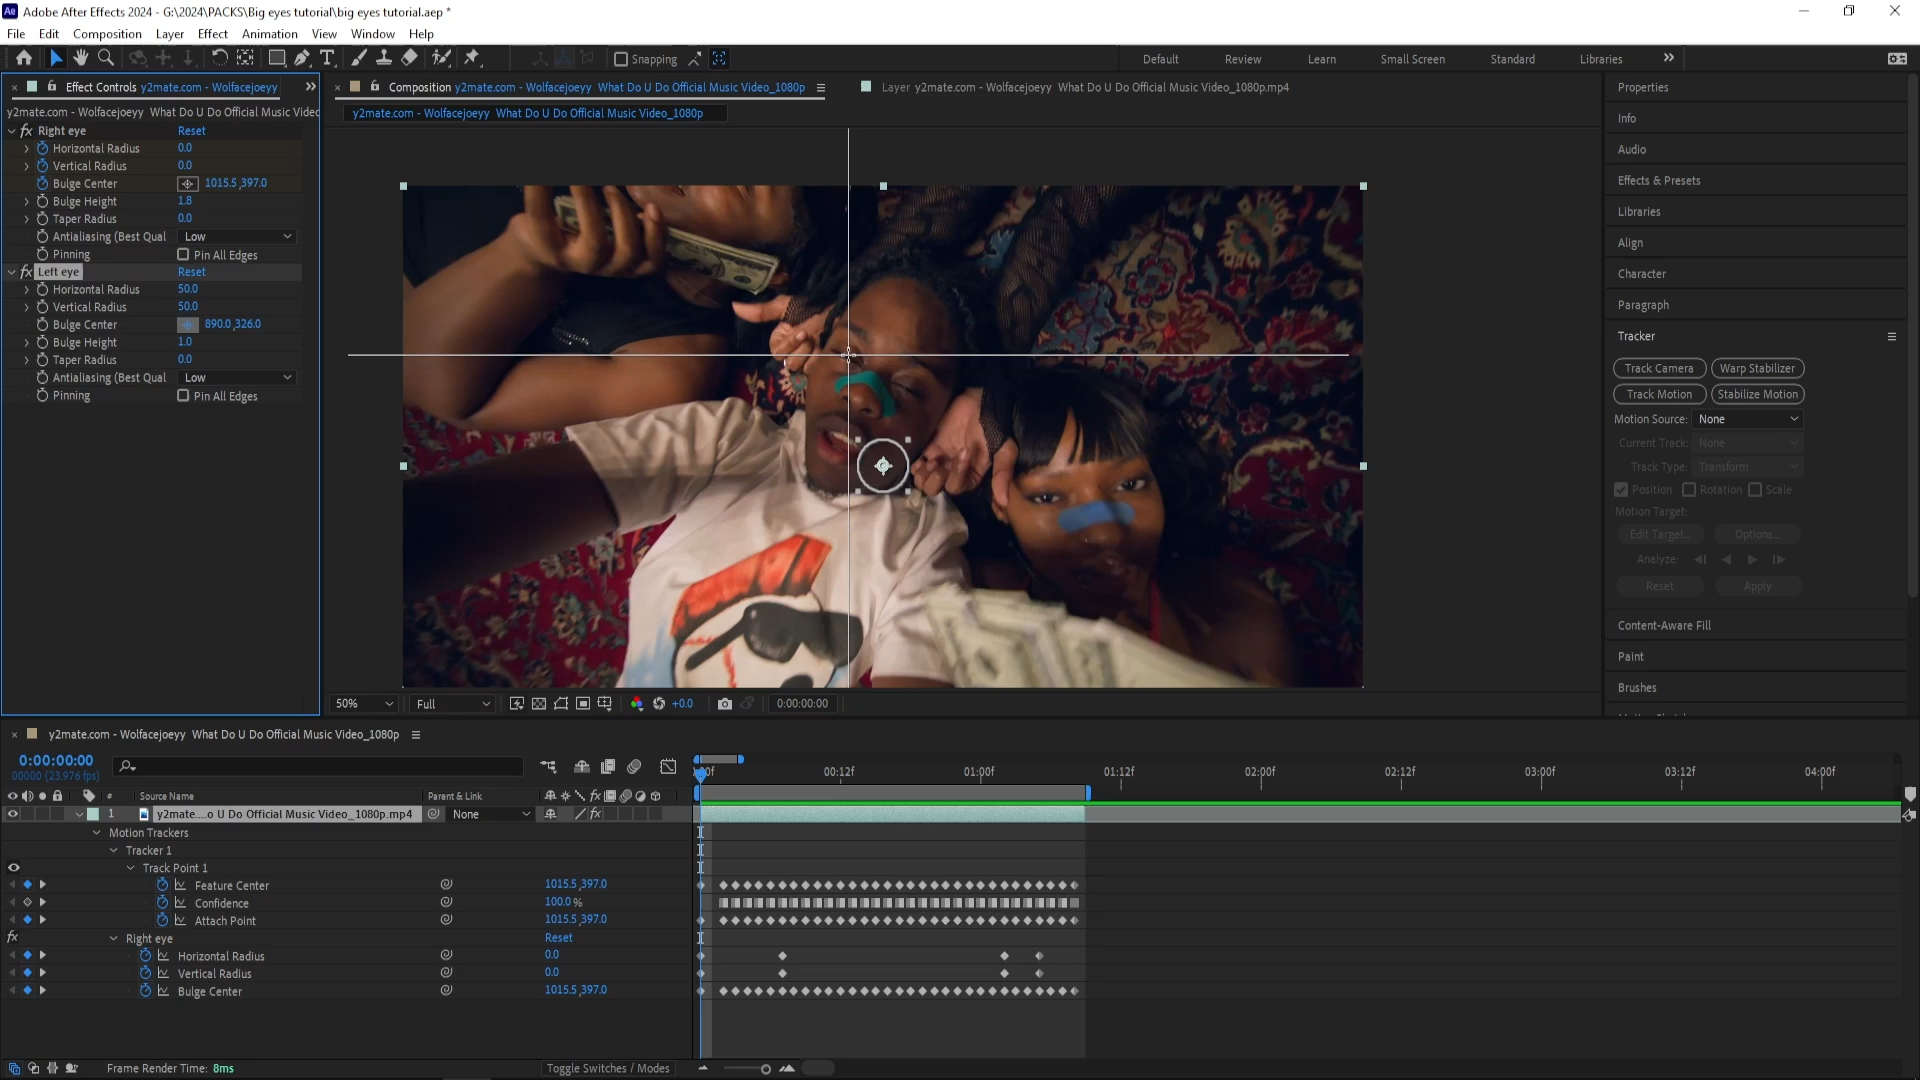 Adobe After Effects 2024 - G:\2024\PACKS\Big eyes tutorial\big eyes tutorial.aep *
File Edit Composition Layer Effect Animation View Window Help
Snapping
Default Review Learn Small Screen Standard Libraries
Effect Controls y2mate.com - Wolfacejoeyy
y2mate.com - Wolfacejoeyy What Do U Do Official Music Video
Right eye Reset
Horizontal Radius 0.0
Vertical Radius 0.0
Bulge Center 1015.5,397.0
Bulge Height 1.8
Taper Radius 0.0
Antialiasing (Best Qual Low
Pinning Pin All Edges
Left eye Reset
Horizontal Radius 50.0
Vertical Radius 50.0
Bulge Center 890.0,326.0
Bulge Height 1.0
Taper Radius 0.0
Antialiasing (Best Qual Low
Pinning Pin All Edges
Composition y2mate.com - Wolfacejoeyy What Do U Do Official Music Video_1080p
Layer y2mate.com - Wolfacejoeyy What Do U Do Official Music Video_1080p.mp4
y2mate.com - Wolfacejoeyy What Do U Do Official Music Video_1080p
50% Full +0.0 0:00:00:00
Properties
Info
Audio
Effects & Presets
Libraries
Align
Character
Paragraph
Tracker
Track Camera Warp Stabilizer
Track Motion Stabilize Motion
Motion Source: None
Current Track: None
Track Type: Transform
Position Rotation Scale
Motion Target:
Edit Target... Options...
Analyze:
Reset Apply
Content-Aware Fill
Paint
Brushes
y2mate.com - Wolfacejoeyy What Do U Do Official Music Video_1080p
0:00:00:00
00000 (23.976 fps)
00:12f 01:00f 01:12f 02:00f 02:12f 03:00f 03:12f 04:00f
# Source Name Parent & Link
1 y2mate....o U Do Official Music Video_1080p.mp4 None
Motion Trackers
Tracker 1
Track Point 1
Feature Center 1015.5,397.0
Confidence 100.0 %
Attach Point 1015.5,397.0
Right eye Reset
Horizontal Radius 0.0
Vertical Radius 0.0
Bulge Center 1015.5,397.0
Frame Render Time: 8ms
Toggle Switches / Modes